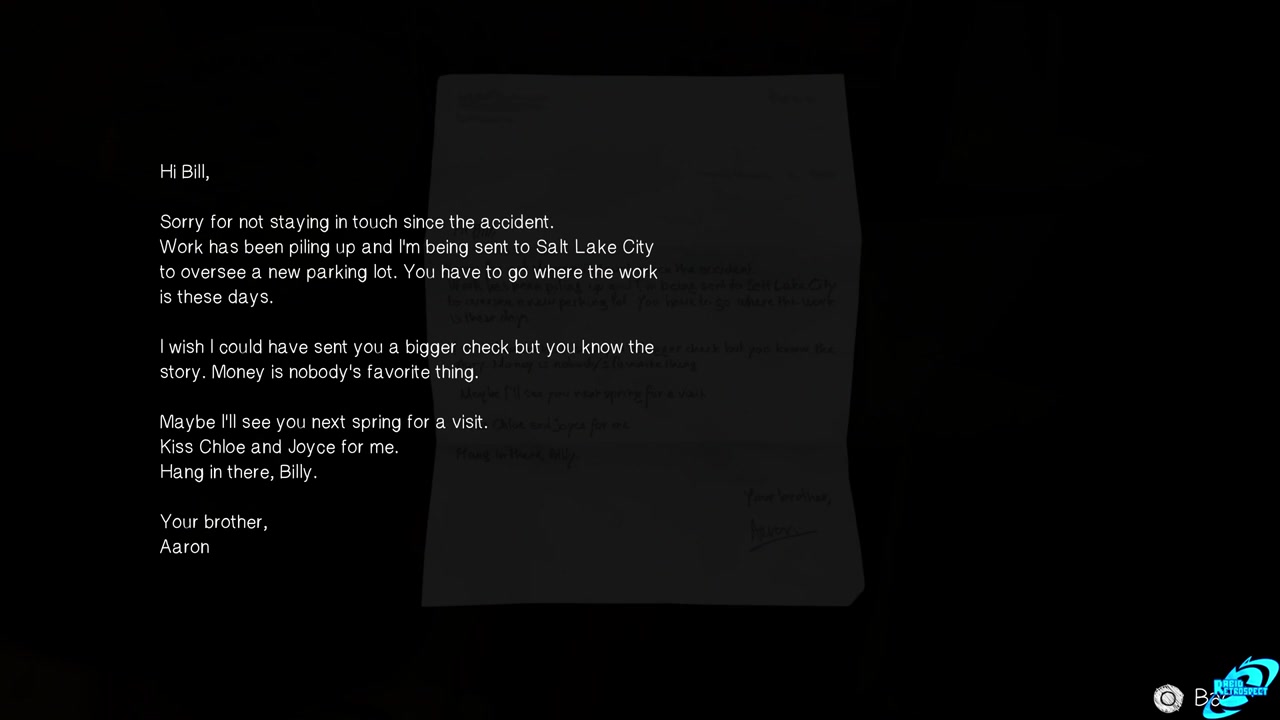 Hi Bill,
Sorry for not staying in touch since the accident.
Work has been piling up and I'm being sent to Salt Lake City
to oversee a new parking lot. You have to go where the work
is these days.
I wish I could have sent you a bigger check but you know the
story. Money is nobody's favorite thing.
Maybe I'll see you next spring for a visit.
Kiss Chloe and Joyce for me.
Hang in there, Billy.
Your brother,
Aaron
Your brother,
Aaron
RETROSPECT